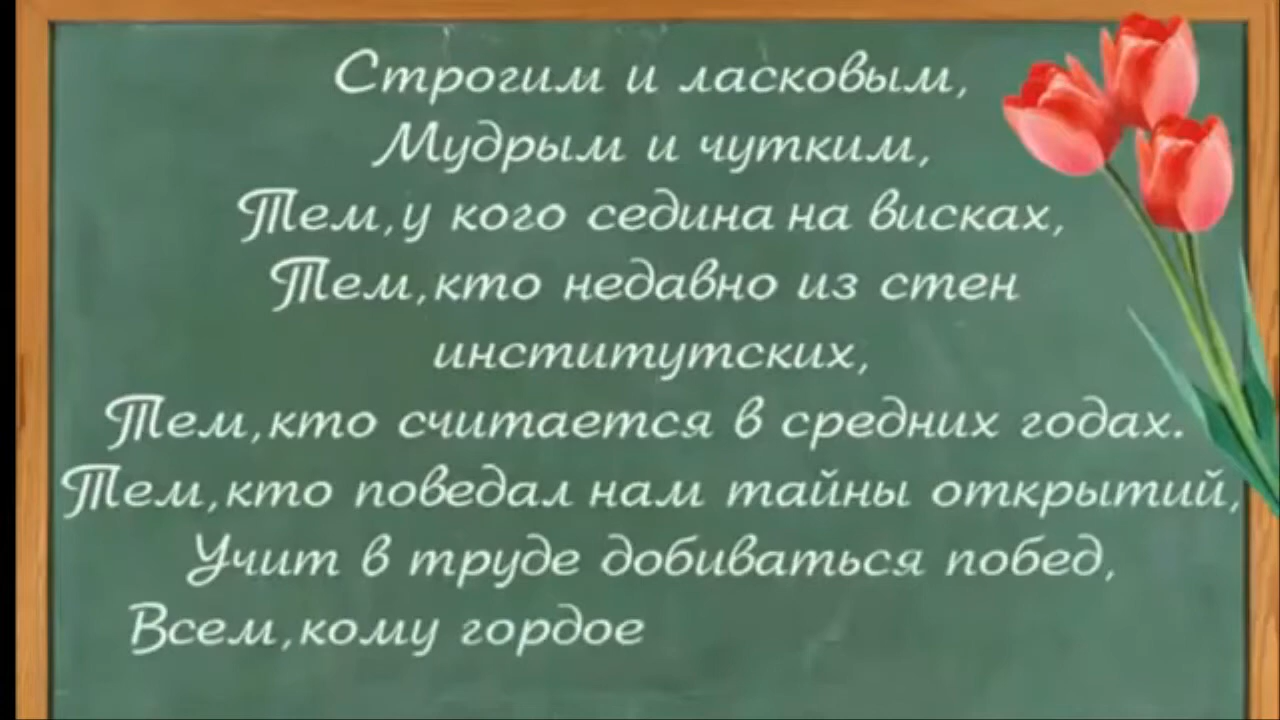 Строгим и ласковым,
Мудрым и чутким,
Тем,у кого седина на висках,
Тем,кто недавно из стен
институтских,
Тем,кто считается в средних годах.
Тем,кто поведал нам тайны открытий,
Учит в труде добиваться побед,
Всем,кому гордое